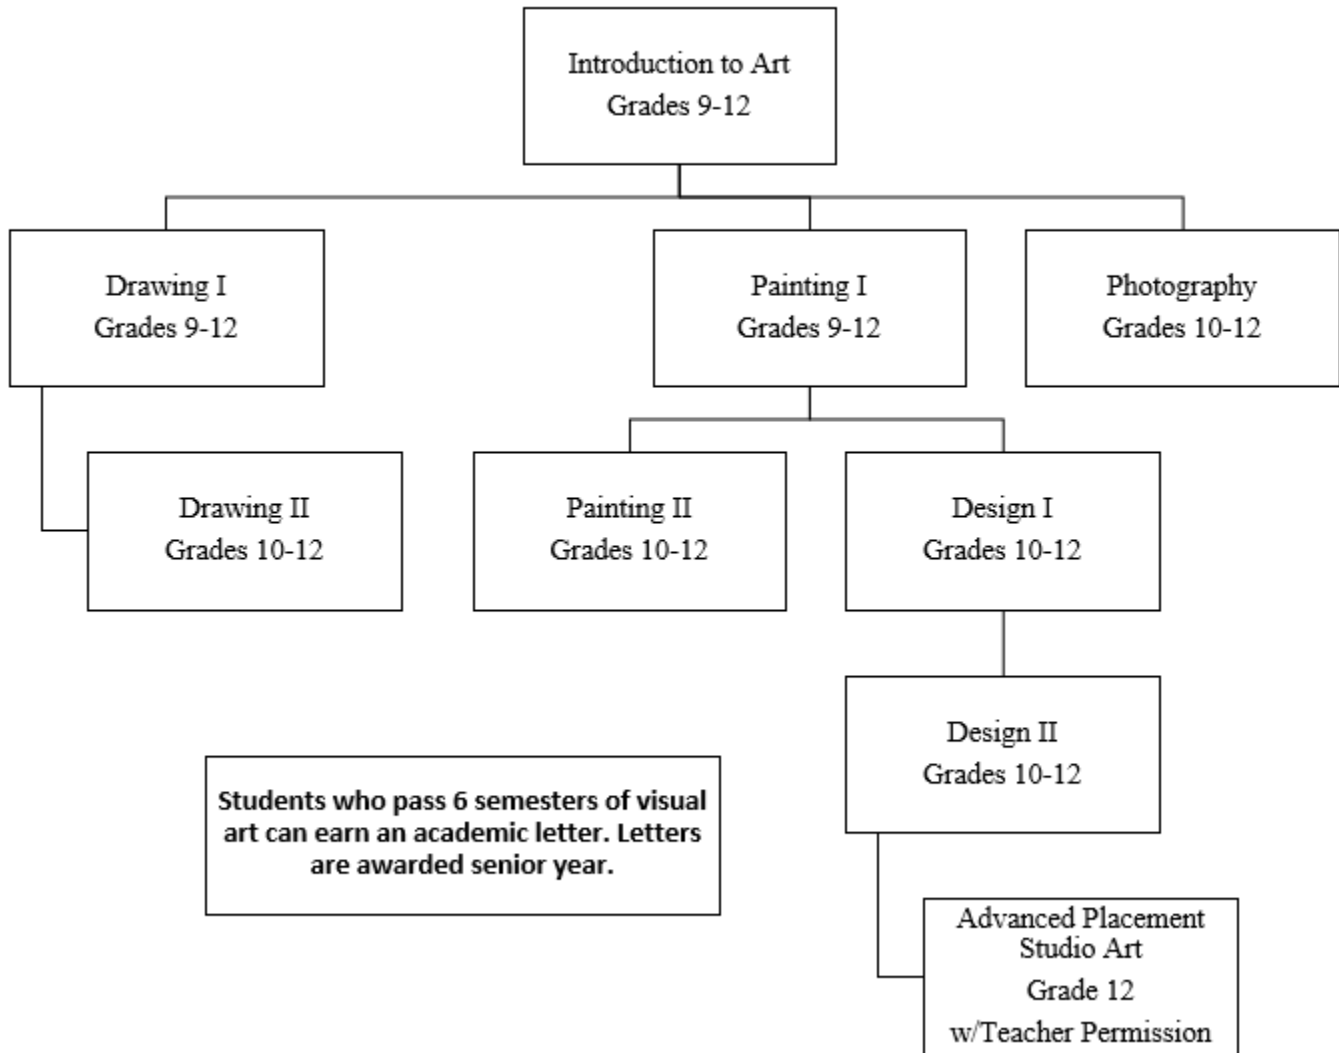 Introduction to Art
Grades 9-12
Drawing I
Grades 9-12
Painting I
Grades 9-12
Photography
Grades 10-12
Drawing II
Grades 10-12
Painting II
Grades 10-12
Design I
Grades 10-12
Design II
Grades 10-12
Students who pass 6 semesters of visual
art can earn an academic letter. Letters
are awarded senior year.
Advanced Placement
Studio Art
Grade 12
w/Teacher Permission